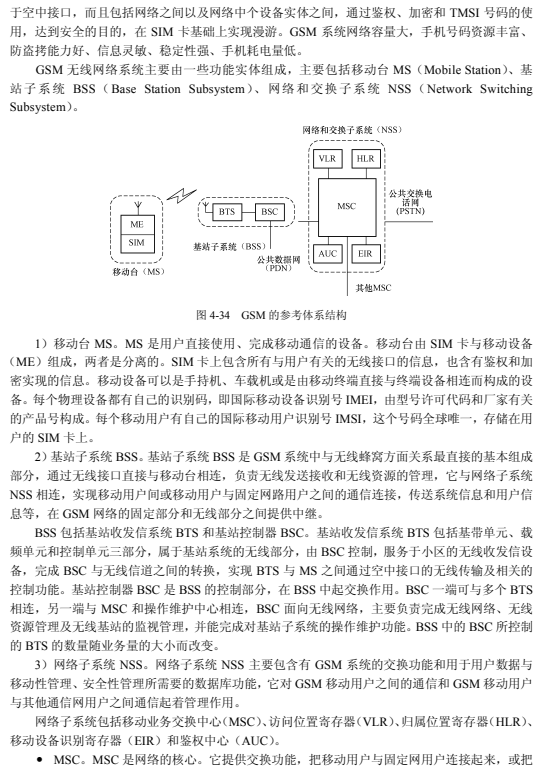 于空中接口，而且包括网络之间以及网络中个设备实体之间，通过鉴权、加密和 TMSI 号码的使
用，达到安全的目的，在 SIM 卡基础上实现漫游。GSM 系统网络容量大，手机号码资源丰富、
防盗拷能力好、信息灵敏、稳定性强、手机耗电量低。
GSM 无线网络系统主要由一些功能实体组成，主要包括移动台 MS（Mobile Station）、基
站子系统 BSS（Base Station Subsystem）、网络和交换子系统 NSS（Network Switching
Subsystem）。
网络和交换子系统（NSS）
VLR
HLR
MSC
公共交换电
话网
(PSTN)
BTS
BSC
ME
SIM
基站子系统（BSS）
公共数据网
（PDN）
AUC
EIR
移动台（MS）
其他MSC
图 4-34 GSM 的参考体系结构
1）移动台 MS。MS 是用户直接使用、完成移动通信的设备。移动台由 SIM 卡与移动设备
（ME）组成，两者是分离的。SIM 卡上包含所有与用户有关的无线接口的信息，也含有鉴权和加
密实现的信息。移动设备可以是手持机、车载机或是由移动终端直接与终端设备相连而构成的设
备。每个物理设备都有自己的识别码，即国际移动设备识别号 IMEI，由型号许可代码和厂家有关
的产品号构成。每个移动用户有自己的国际移动用户识别号 IMSI，这个号码全球唯一，存储在用
户的 SIM 卡上。
2）基站子系统 BSS。基站子系统 BSS 是 GSM 系统中与无线蜂窝方面关系最直接的基本组成
部分，通过无线接口直接与移动台相连，负责无线发送接收和无线资源的管理，它与网络子系统
NSS 相连，实现移动用户间或移动用户与固定网路用户之间的通信连接，传送系统信息和用户信
息等，在 GSM 网络的固定部分和无线部分之间提供中继。
BSS 包括基站收发信系统 BTS 和基站控制器 BSC。基站收发信系统 BTS 包括基带单元、载
频单元和控制单元三部分，属于基站系统的无线部分，由 BSC 控制，服务于小区的无线收发信设
备，完成 BSC 与无线信道之间的转换，实现 BTS 与 MS 之间通过空中接口的无线传输及相关的
控制功能。基站控制器 BSC 是 BSS 的控制部分，在 BSS 中起交换作用。BSC 一端可与多个 BTS
相连，另一端与 MSC 和操作维护中心相连，BSC 面向无线网络，主要负责完成无线网络、无线
资源管理及无线基站的监视管理，并能完成对基站子系统的操作维护功能。BSS 中的 BSC 所控制
的 BTS 的数量随业务量的大小而改变。
3）网络子系统 NSS。网络子系统 NSS 主要包含有 GSM 系统的交换功能和用于用户数据与
移动性管理、安全性管理所需要的数据库功能，它对 GSM 移动用户之间的通信和 GSM 移动用户
与其他通信网用户之间通信起着管理作用。
网络子系统包括移动业务交换中心（MSC）、访问位置寄存器（VLR）、归属位置寄存器（HLR）、
移动设备识别寄存器（EIR）和鉴权中心（AUC）。
● MSC。MSC 是网络的核心。它提供交换功能，把移动用户与固定网用户连接起来，或把